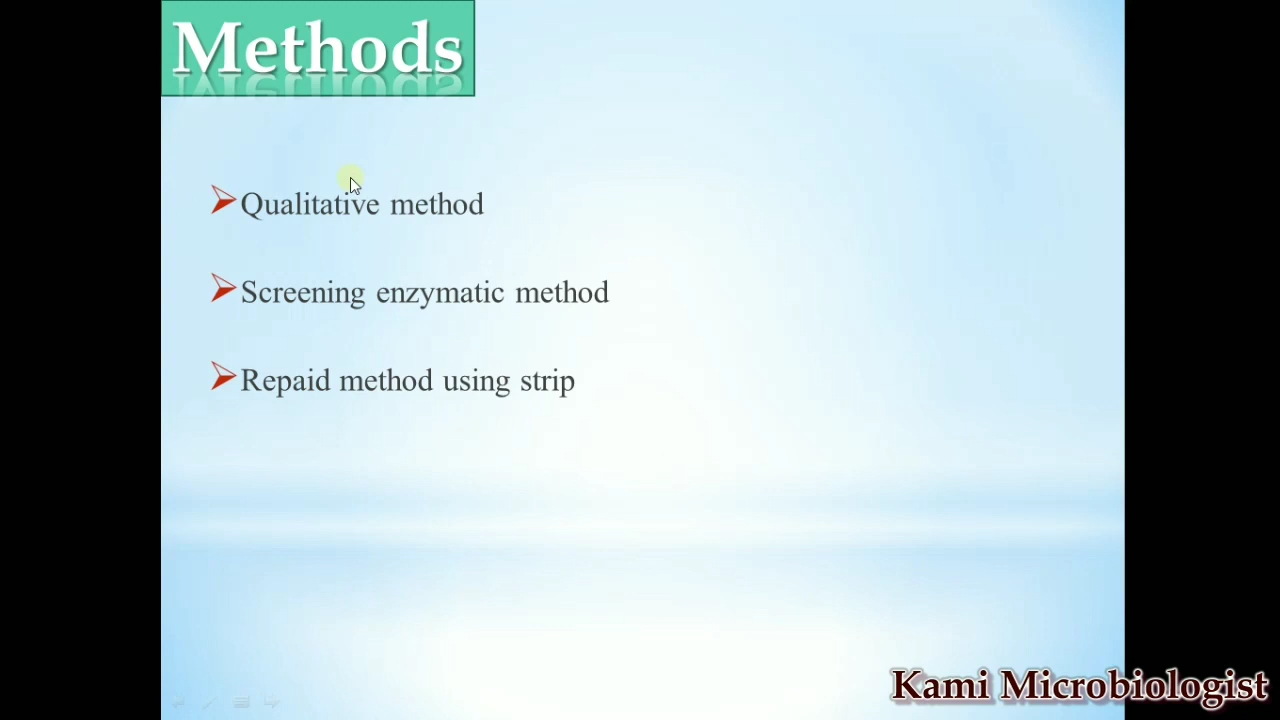 Methods
Qualitative method
Screening enzymatic method
Repaid method using strip
Kami Microbiologist